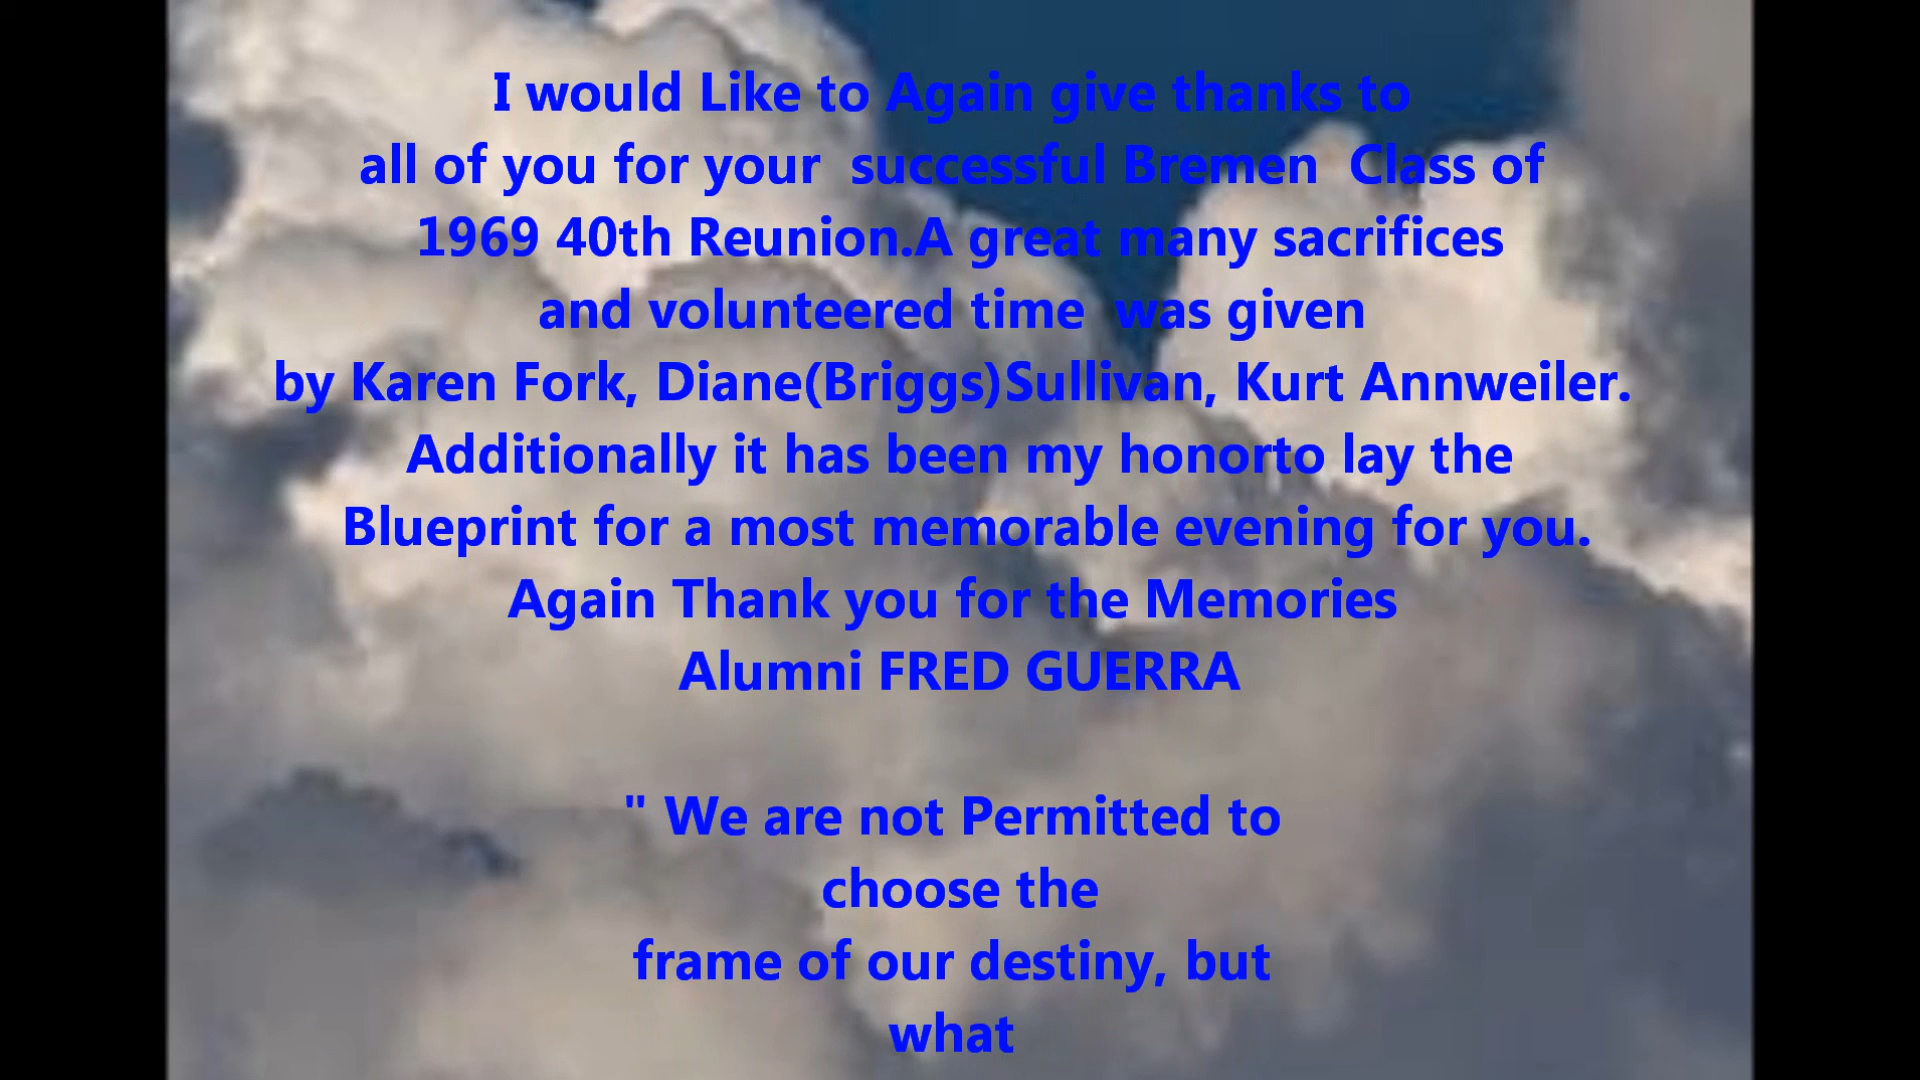 I would Like to Again give thanks to
all of you for your  successful Bremen  Class of
1969 40th Reunion.A great many sacrifices
and volunteered time  was given
by Karen Fork, Diane(Briggs)Sullivan, Kurt Annweiler.
Additionally it has been my honorto lay the
Blueprint for a most memorable evening for you.
Again Thank you for the Memories
Alumni FRED GUERRA
" We are not Permitted to
choose the
frame of our destiny, but
what